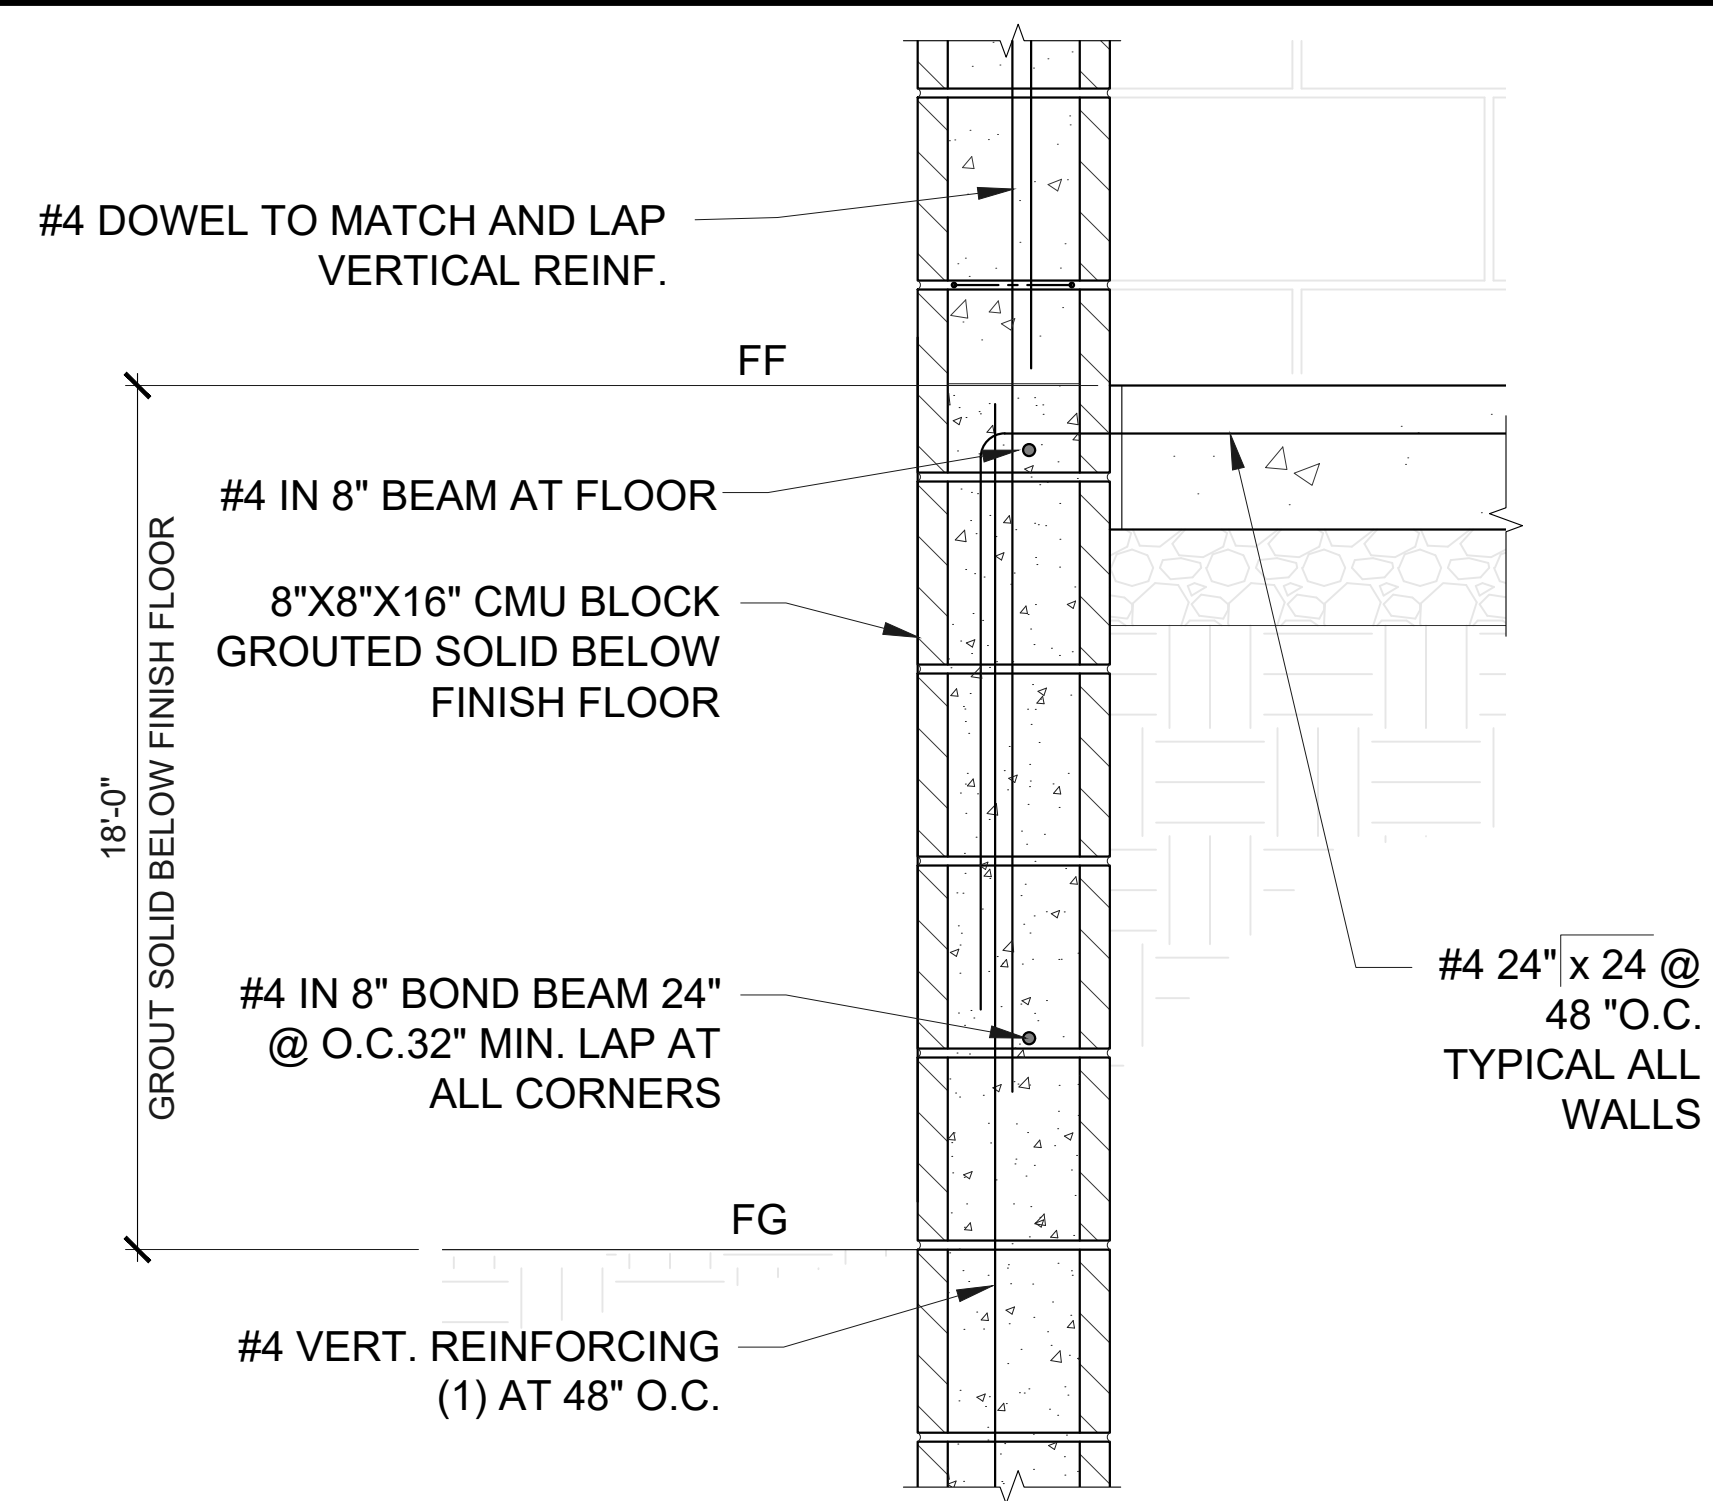 #4 DOWEL TO MATCH AND LAP
VERTICAL REINF.
FF
#4 IN 8" BEAM AT FLOOR
8"X8"X16" CMU BLOCK
GROUTED SOLID BELOW
FINISH FLOOR
18'-0"
GROUT SOLID BELOW FINISH FLOOR
#4 IN 8" BOND BEAM 24"
@ O.C.32" MIN. LAP AT
ALL CORNERS
#4 24" x 24 @
48 "O.C.
TYPICAL ALL
WALLS
FG
#4 VERT. REINFORCING
(1) AT 48" O.C.